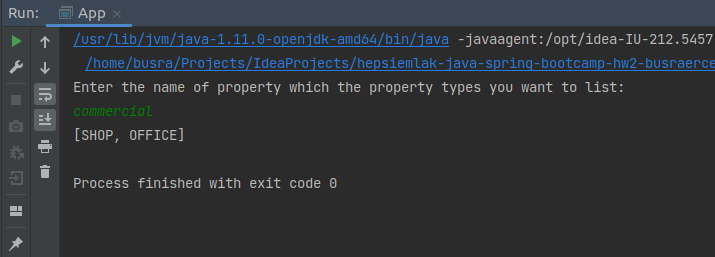 Run: App
/usr/lib/jvm/java-1.11.0-openjdk-amd64/bin/java -javaagent:/opt/idea-IU-212.5457
/home/busra/Projects/IdeaProjects/hepsiemlak-java-spring-bootcamp-hw2-busraerce
Enter the name of property which the property types you want to list:
commercial
[SHOP, OFFICE]
Process finished with exit code 0